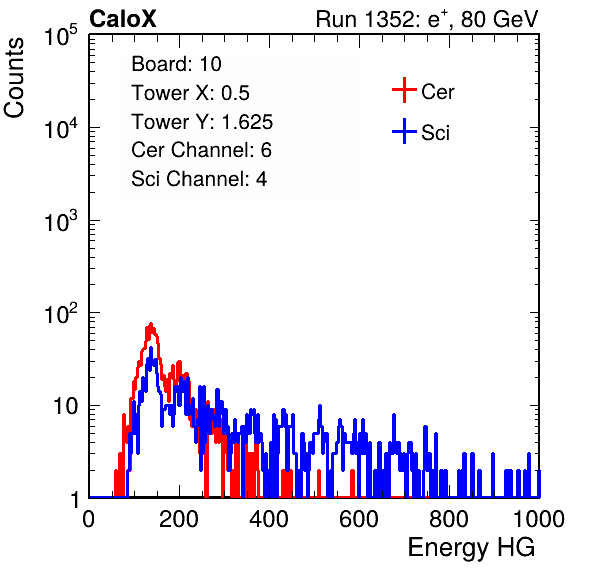 CaloX Run 1352: e⁺, 80 GeV
Counts
10⁵
10⁴
10³
10²
10
1
Board: 10
Tower X: 0.5
Tower Y: 1.625
Cer Channel: 6
Sci Channel: 4
Cer
Sci
0 200 400 600 800 1000
Energy HG